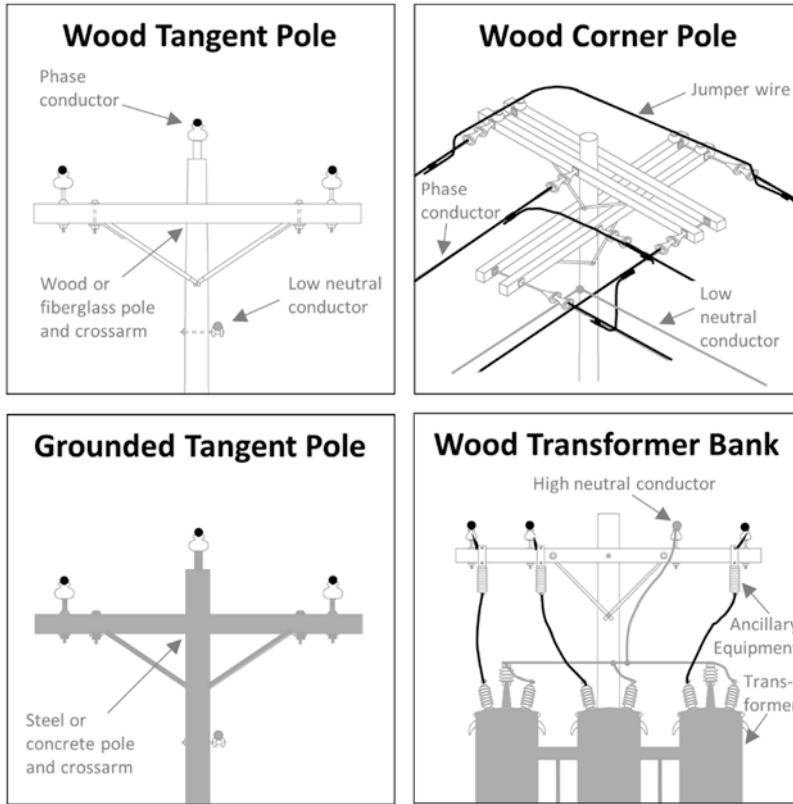 Wood Tangent Pole
Phase
conductor
Wood or
fiberglass pole
and crossarm
Low neutral
conductor
Wood Corner Pole
Jumper wire
Phase
conductor
Low
neutral
conductor
Grounded Tangent Pole
Steel or
concrete pole
and crossarm
Wood Transformer Bank
High neutral conductor
Ancillary
Equipment
Trans-
former